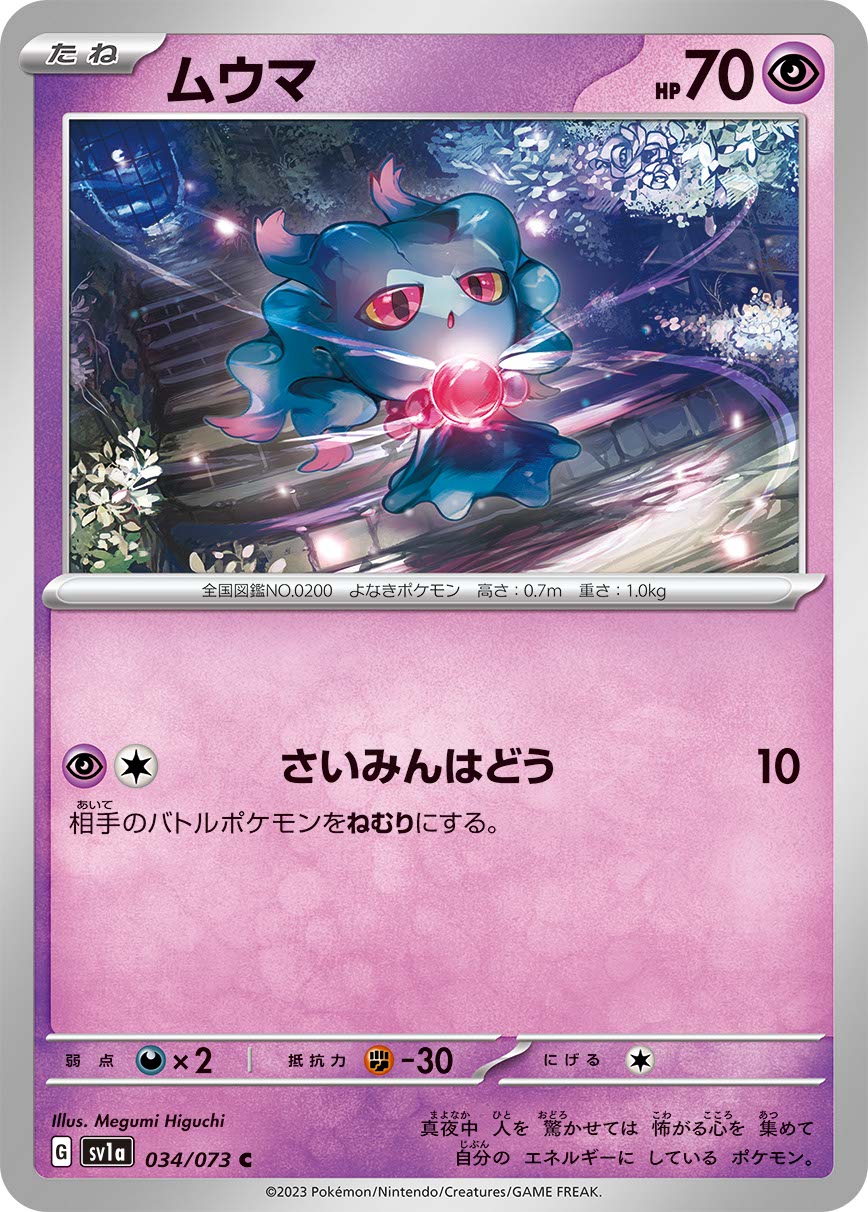 たね
ムウマ
HP70
全国図鑑NO.0200 よなきポケモン 高さ：0.7m 重さ：1.0kg
さいみんはどう 10
あいて
相手のバトルポケモンをねむりにする。
弱点 ×2 抵抗力 -30 にげる
Illus. Megumi Higuchi
まよなか ひと おどろ こわ こころ あつ
真夜中 人を 驚かせては 怖がる心を 集めて
じぶん
自分の エネルギーに している ポケモン。
G sv1a 034/073 C
©2023 Pokémon/Nintendo/Creatures/GAME FREAK.